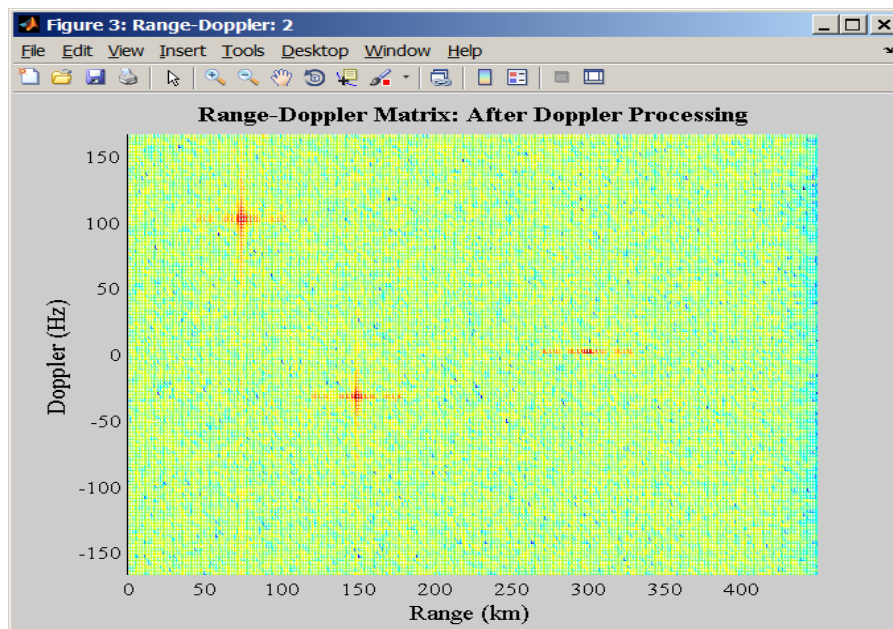 Figure 3: Range-Doppler: 2
File Edit View Insert Tools Desktop Window Help
Range-Doppler Matrix: After Doppler Processing
150
100
50
0
-50
-100
-150
Doppler (Hz)
0 50 100 150 200 250 300 350 400
Range (km)